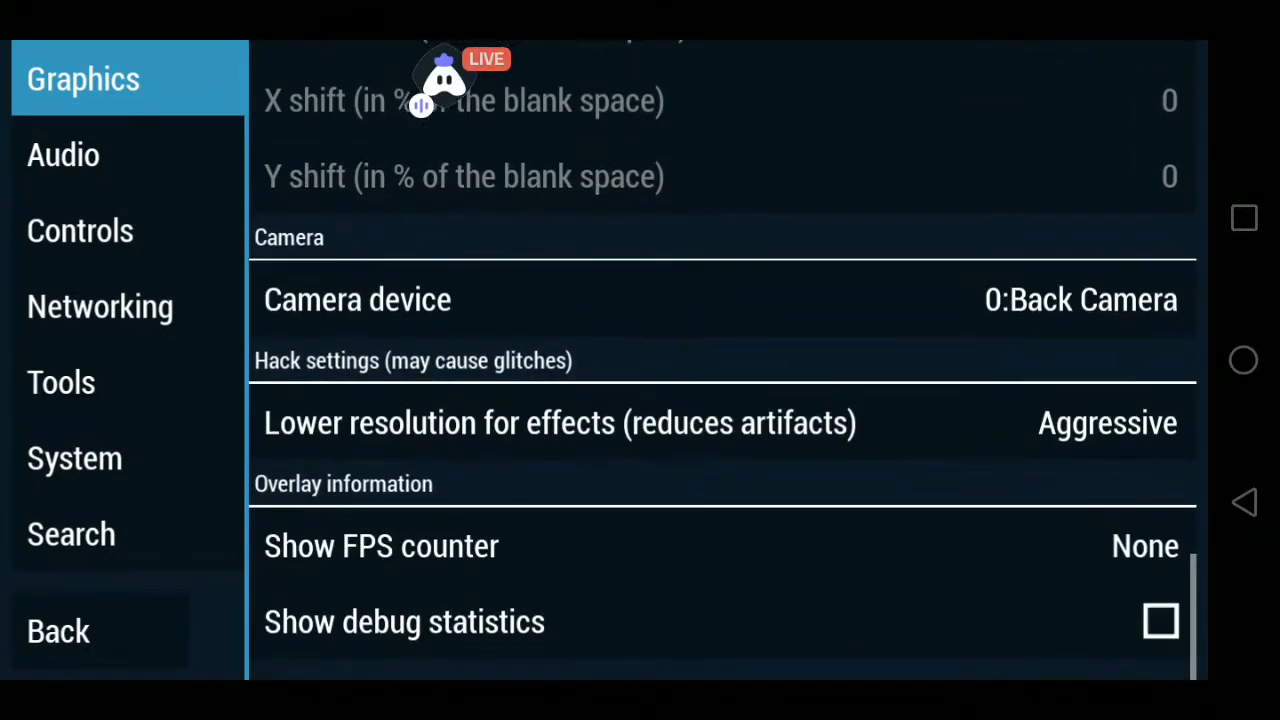 Graphics
Audio
Controls
Networking
Tools
System
Search
Back
LIVE
X shift (in % of the blank space) 0
Y shift (in % of the blank space) 0
Camera
Camera device 0:Back Camera
Hack settings (may cause glitches)
Lower resolution for effects (reduces artifacts) Aggressive
Overlay information
Show FPS counter None
Show debug statistics